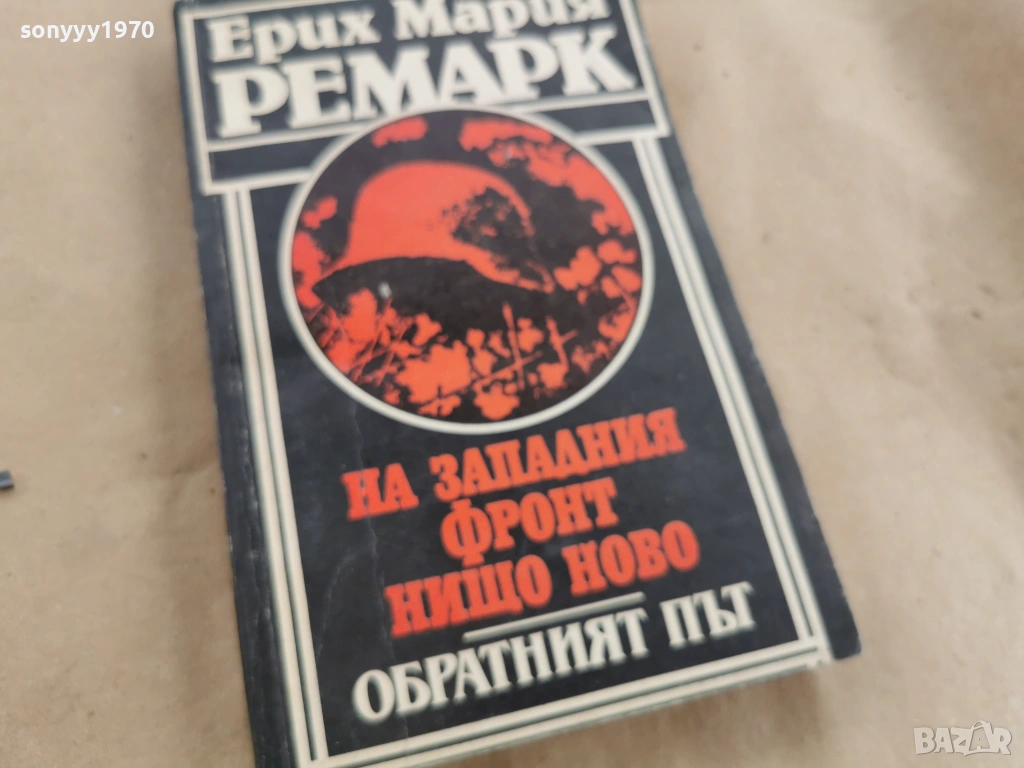 sonyyy1970
Ерих Мария
РЕМАРК
НА ЗАПАДНИЯ
ФРОНТ
НИЩО НОВО
ОБРАТНИЯТ ПЪТ
BAZAR